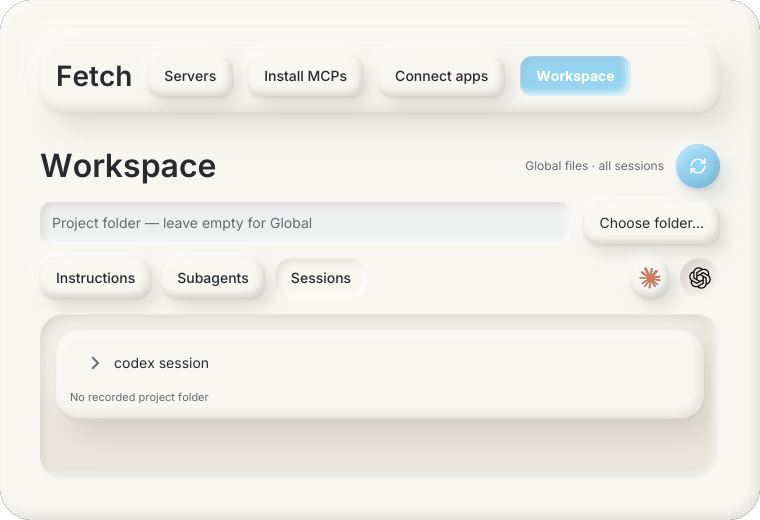 Fetch
Servers
Install MCPs
Connect apps
Workspace
Workspace
Global files · all sessions
Project folder — leave empty for Global
Choose folder...
Instructions
Subagents
Sessions
codex session
No recorded project folder